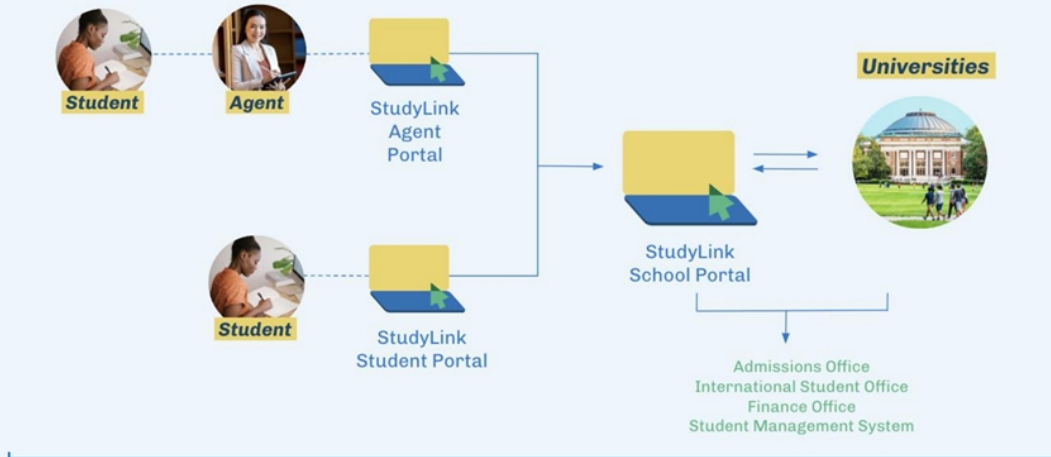 Student
Agent
StudyLink
Agent
Portal
Universities
StudyLink
School Portal
Student
StudyLink
Student Portal
Admissions Office
International Student Office
Finance Office
Student Management System